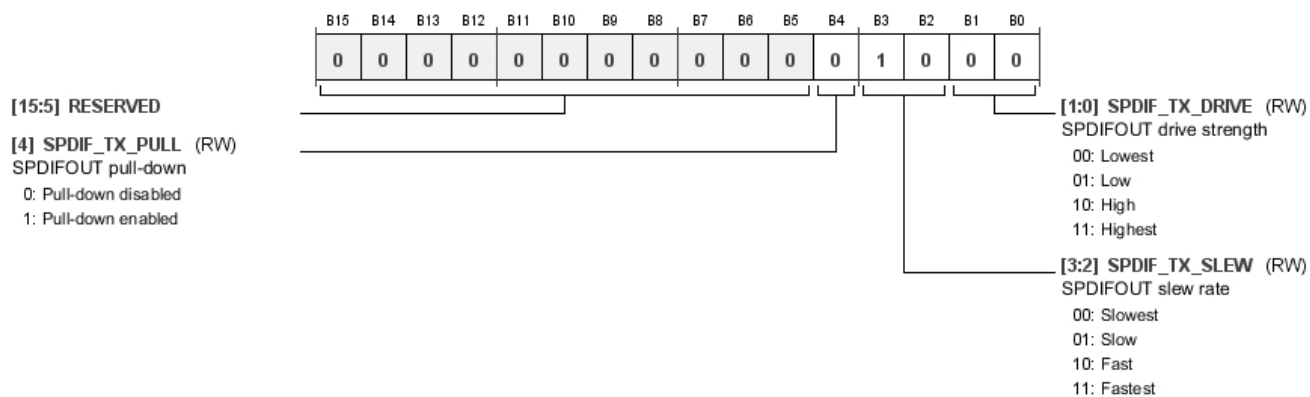 B15 B14 B13 B12 B11 B10 B9 B8 B7 B6 B5 B4 B3 B2 B1 B0
0 0 0 0 0 0 0 0 0 0 0 0 1 0 0 0
[15:5] RESERVED
[4] SPDIF_TX_PULL (RW)
SPDIFOUT pull-down
0: Pull-down disabled
1: Pull-down enabled
[1:0] SPDIF_TX_DRIVE (RW)
SPDIFOUT drive strength
00: Lowest
01: Low
10: High
11: Highest
[3:2] SPDIF_TX_SLEW (RW)
SPDIFOUT slew rate
00: Slowest
01: Slow
10: Fast
11: Fastest